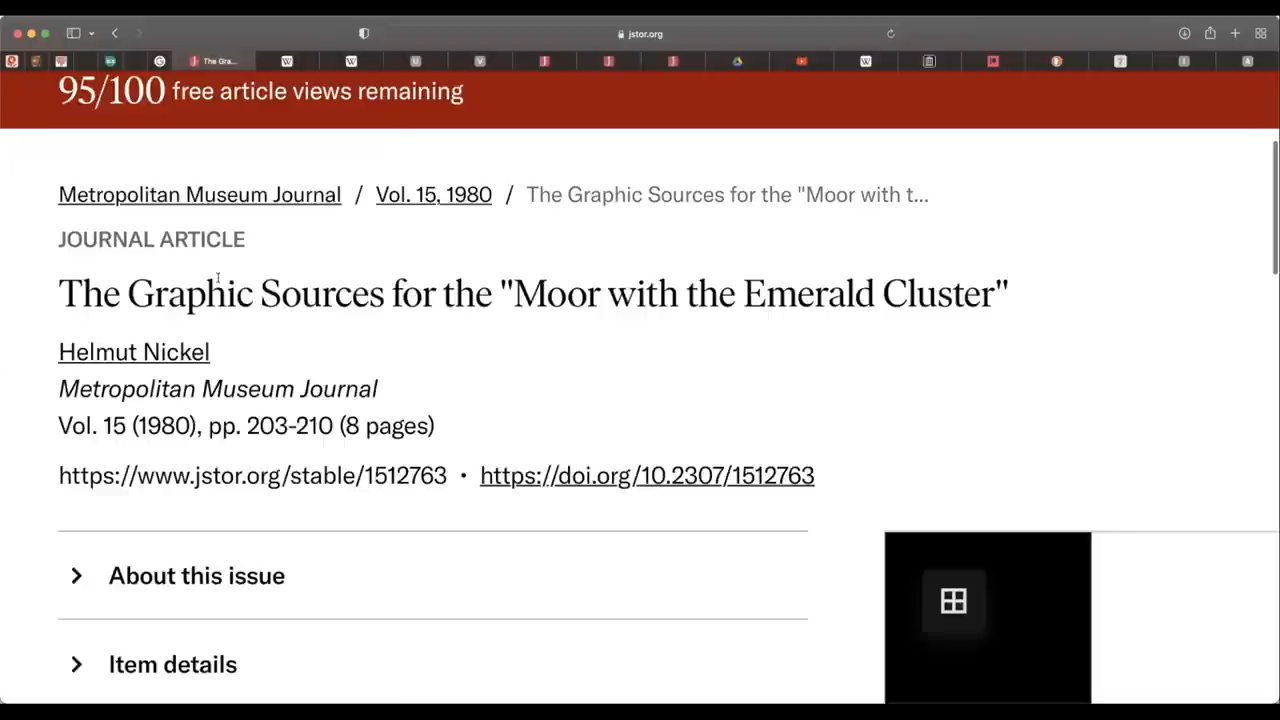 jstor.org
The Gra...
95/100 free article views remaining
Metropolitan Museum Journal / Vol. 15, 1980 / The Graphic Sources for the "Moor with t...
JOURNAL ARTICLE
The Graphic Sources for the "Moor with the Emerald Cluster"
Helmut Nickel
Metropolitan Museum Journal
Vol. 15 (1980), pp. 203-210 (8 pages)
https://www.jstor.org/stable/1512763 • https://doi.org/10.2307/1512763
About this issue
Item details